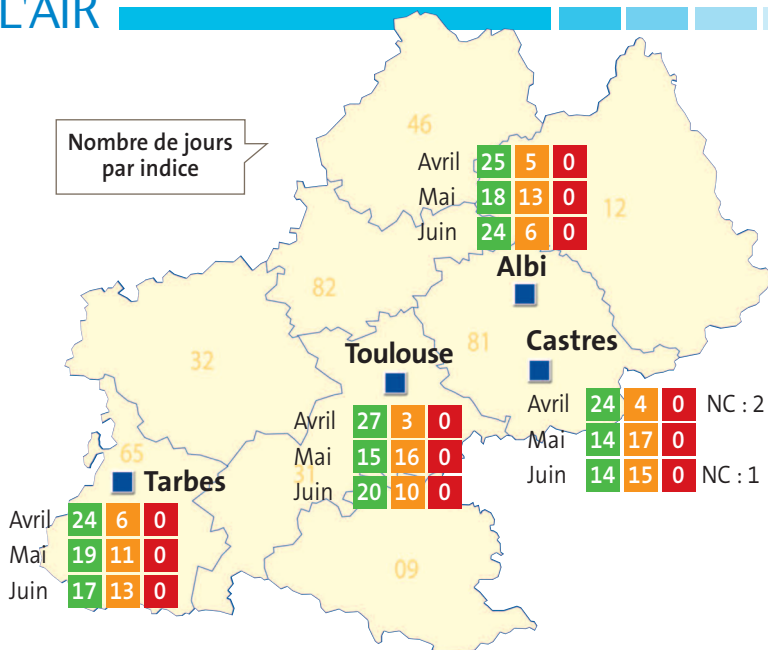 L'AIR
Nombre de jours
par indice
46
Avril 25 5 0
Mai 18 13 0
Juin 24 6 0
12
Albi
82
81
Castres
Avril 24 4 0 NC : 2
Mai 14 17 0
Juin 14 15 0 NC : 1
32
Toulouse
Avril 27 3 0
Mai 15 16 0
Juin 20 10 0
31
65
Tarbes
Avril 24 6 0
Mai 19 11 0
Juin 17 13 0
09